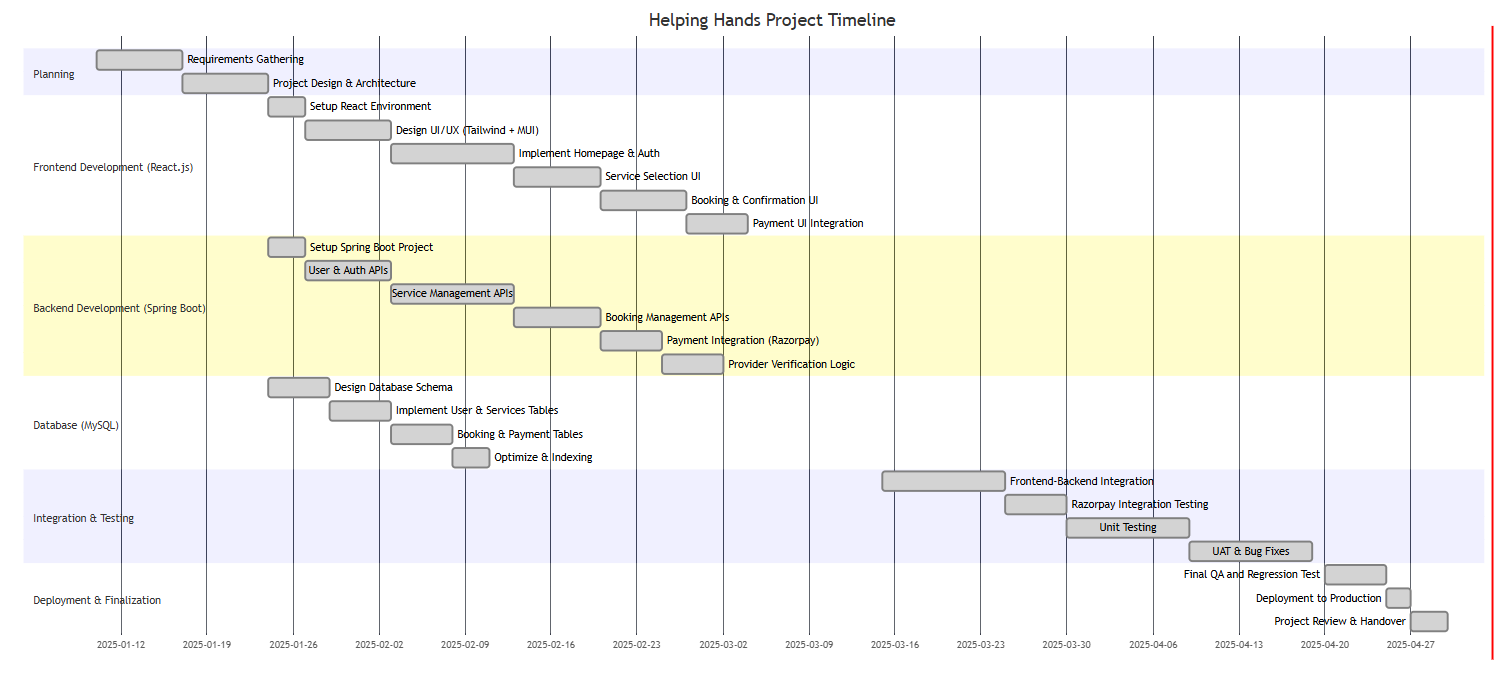 Helping Hands Project Timeline
Planning
Requirements Gathering
Project Design & Architecture
Frontend Development (React.js)
Setup React Environment
Design UI/UX (Tailwind + MUI)
Implement Homepage & Auth
Service Selection UI
Booking & Confirmation UI
Payment UI Integration
Backend Development (Spring Boot)
Setup Spring Boot Project
User & Auth APIs
Service Management APIs
Booking Management APIs
Payment Integration (Razorpay)
Provider Verification Logic
Database (MySQL)
Design Database Schema
Implement User & Services Tables
Booking & Payment Tables
Optimize & Indexing
Integration & Testing
Frontend-Backend Integration
Razorpay Integration Testing
Unit Testing
UAT & Bug Fixes
Deployment & Finalization
Final QA and Regression Test
Deployment to Production
Project Review & Handover
2025-01-12 2025-01-19 2025-01-26 2025-02-02 2025-02-09 2025-02-16 2025-02-23 2025-03-02 2025-03-09 2025-03-16 2025-03-23 2025-03-30 2025-04-06 2025-04-13 2025-04-20 2025-04-27